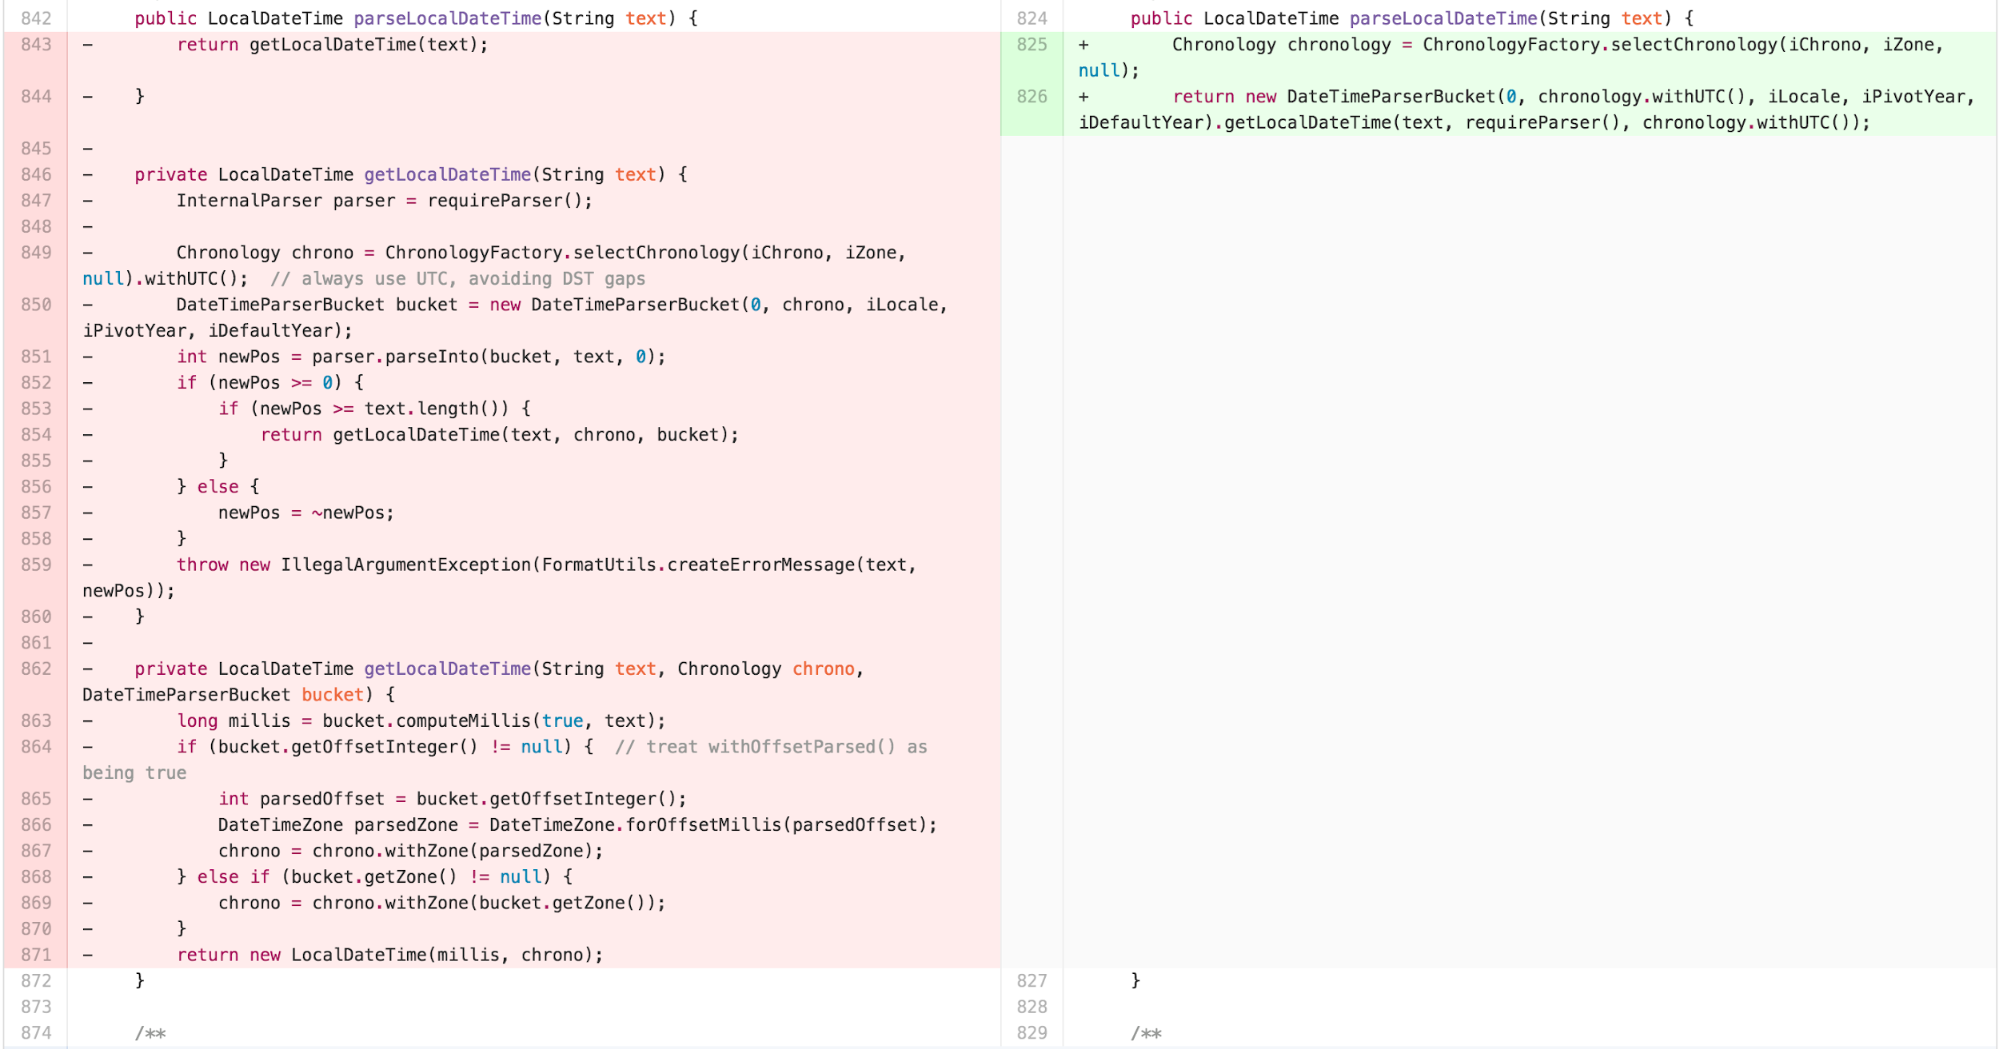 842 public LocalDateTime parseLocalDateTime(String text) {
843 - return getLocalDateTime(text);
844 - }
845 -
846 - private LocalDateTime getLocalDateTime(String text) {
847 - InternalParser parser = requireParser();
848 -
849 - Chronology chrono = ChronologyFactory.selectChronology(iChrono, iZone,
null).withUTC();  // always use UTC, avoiding DST gaps
850 - DateTimeParserBucket bucket = new DateTimeParserBucket(0, chrono, iLocale,
iPivotYear, iDefaultYear);
851 - int newPos = parser.parseInto(bucket, text, 0);
852 - if (newPos >= 0) {
853 - if (newPos >= text.length()) {
854 - return getLocalDateTime(text, chrono, bucket);
855 - }
856 - } else {
857 - newPos = ~newPos;
858 - }
859 - throw new IllegalArgumentException(FormatUtils.createErrorMessage(text,
newPos));
860 - }
861 -
862 - private LocalDateTime getLocalDateTime(String text, Chronology chrono,
DateTimeParserBucket bucket) {
863 - long millis = bucket.computeMillis(true, text);
864 - if (bucket.getOffsetInteger() != null) {  // treat withOffsetParsed() as
being true
865 - int parsedOffset = bucket.getOffsetInteger();
866 - DateTimeZone parsedZone = DateTimeZone.forOffsetMillis(parsedOffset);
867 - chrono = chrono.withZone(parsedZone);
868 - } else if (bucket.getZone() != null) {
869 - chrono = chrono.withZone(bucket.getZone());
870 - }
871 - return new LocalDateTime(millis, chrono);
872 }
873
874 /**
824 public LocalDateTime parseLocalDateTime(String text) {
825 + Chronology chronology = ChronologyFactory.selectChronology(iChrono, iZone,
null);
826 + return new DateTimeParserBucket(0, chronology.withUTC(), iLocale, iPivotYear,
iDefaultYear).getLocalDateTime(text, requireParser(), chronology.withUTC());
827 }
828
829 /**